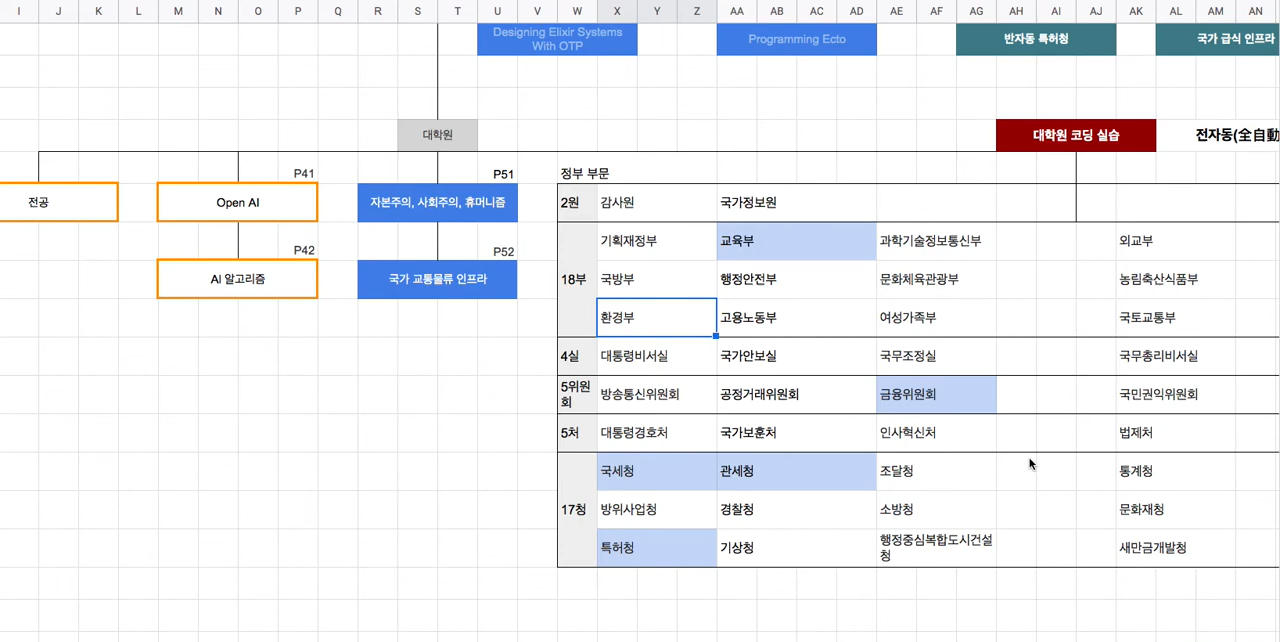 I J K L M N O P Q R S T U V W X Y Z AA AB AC AD AE AF AG AH AI AJ AK AL AM AN
Designing Elixir Systems
With OTP
Programming Ecto
반자동 특허청
국가 급식 인프라
대학원
대학원 코딩 실습
전자동(全自動
P41
P51
정부 부문
전공
Open AI
자본주의, 사회주의, 휴머니즘
2원 감사원 국가정보원
P42
P52
기획재정부 교육부 과학기술정보통신부 외교부
AI 알고리즘
국가 교통물류 인프라
18부 국방부 행정안전부 문화체육관광부 농림축산식품부
환경부 고용노동부 여성가족부 국토교통부
4실 대통령비서실 국가안보실 국무조정실 국무총리비서실
5위원
회
방송통신위원회 공정거래위원회 금융위원회 국민권익위원회
5처 대통령경호처 국가보훈처 인사혁신처 법제처
국세청 관세청 조달청 통계청
17청 방위사업청 경찰청 소방청 문화재청
특허청 기상청 행정중심복합도시건설
청
새만금개발청